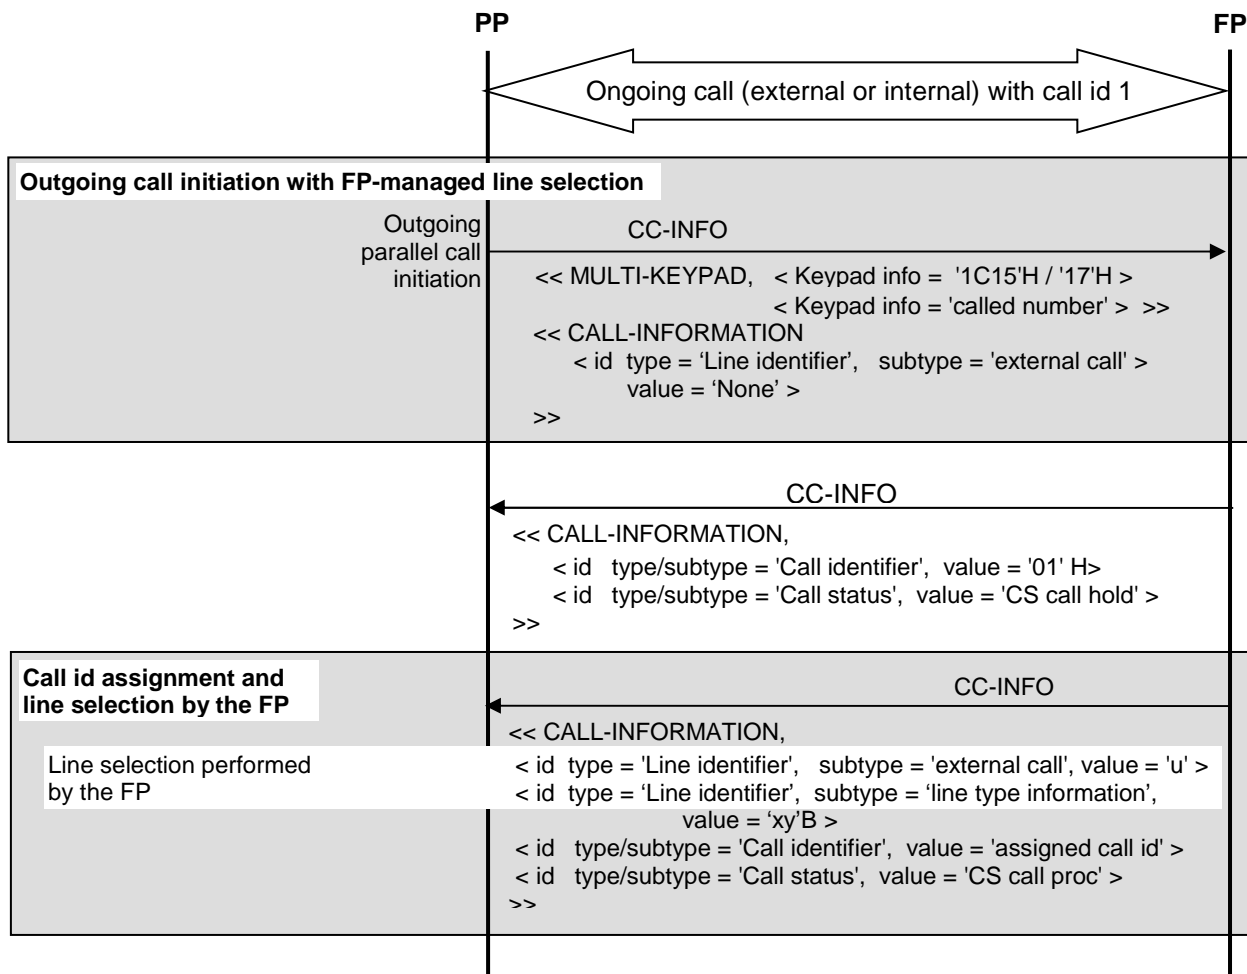 PP FP
Ongoing call (external or internal) with call id 1
Outgoing call initiation with FP-managed line selection
Outgoing
parallel call
initiation
CC-INFO
<< MULTI-KEYPAD, < Keypad info = '1C15'H / '17'H >
< Keypad info = 'called number' > >>
<< CALL-INFORMATION
< id type = ‘Line identifier’, subtype = 'external call' >
value = ‘None’ >
>>
CC-INFO
<< CALL-INFORMATION,
< id type/subtype = 'Call identifier', value = '01' H>
< id type/subtype = 'Call status', value = 'CS call hold' >
>>
Call id assignment and
line selection by the FP
CC-INFO
<< CALL-INFORMATION,
Line selection performed
by the FP
< id type = 'Line identifier', subtype = 'external call', value = 'u' >
< id type = ‘Line identifier’, subtype = ‘line type information’,
value = ‘xy’B >
< id type/subtype = 'Call identifier', value = 'assigned call id' >
< id type/subtype = 'Call status', value = 'CS call proc' >
>>